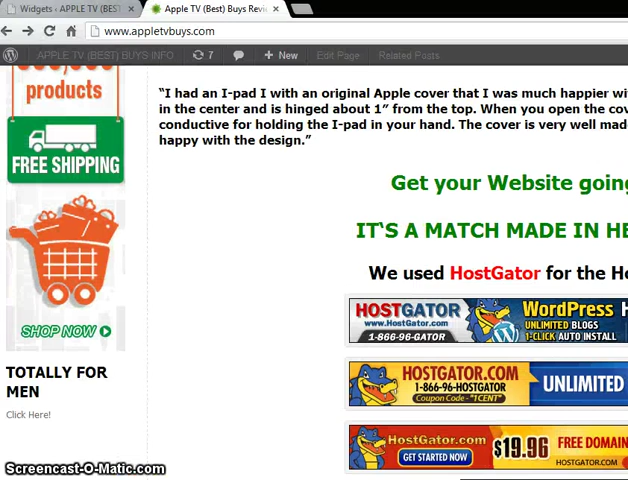 Widgets ‹ APPLE TV (BEST)
Apple TV (Best) Buys Revi
www.appletvbuys.com
APPLE TV (BEST) BUYS INFO 7 + New Edit Page Related Posts
products
FREE SHIPPING
SHOP NOW
TOTALLY FOR
MEN
Click Here!
“I had an I-pad I with an original Apple cover that I was much happier wi
in the center and is hinged about 1″ from the top. When you open the cov
conductive for holding the I-pad in your hand. The cover is very well made
happy with the design.”
Get your Website going
IT‘S A MATCH MADE IN HE
We used HostGator for the Ho
HOSTGATOR
www.HostGator.com
1-866-96-GATOR
WordPress H
UNLIMITED BLOGS
1-CLICK AUTO INSTALL
HOSTGATOR.COM
1-866-96-HOSTGATOR
Coupon Code - "1CENT"
UNLIMITED
HostGator.com
GET STARTED NOW
$19.96 FREE DOMAIN
Screencast-O-Matic.com